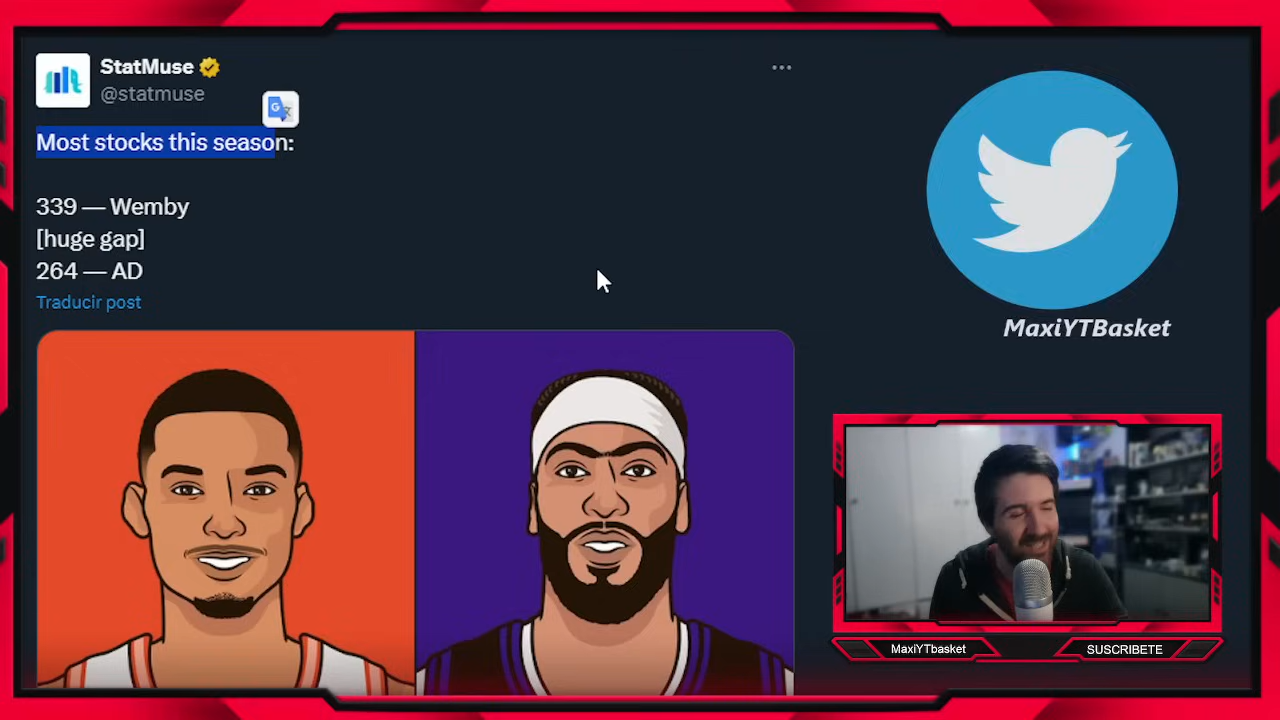 StatMuse
@statmuse
Most stocks this season:
339 — Wemby
[huge gap]
264 — AD
Traducir post
MaxiYTBasket
MaxiYTbasket
SUSCRIBETE